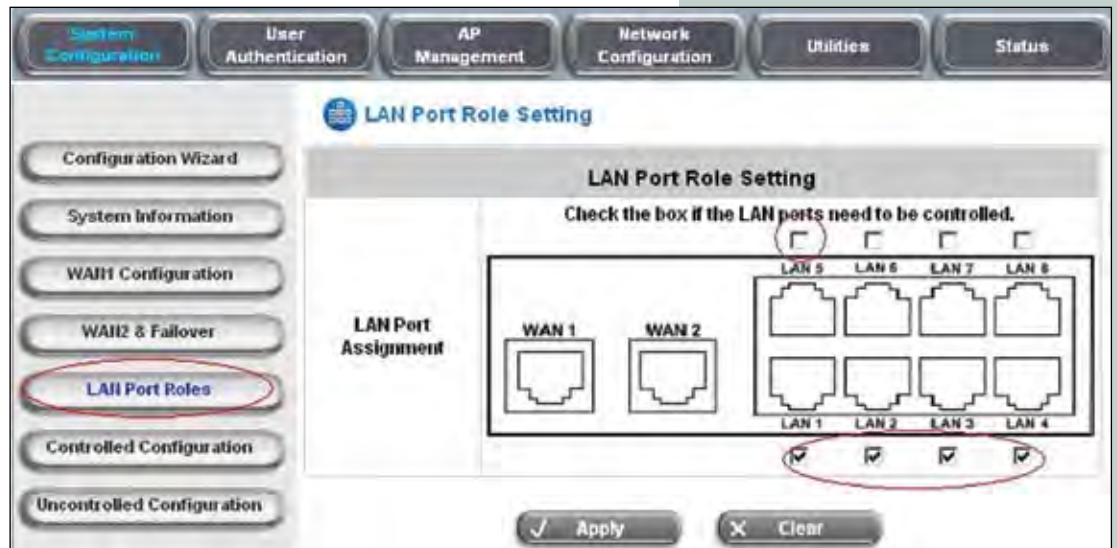 System Configuration
User Authentication
AP Management
Network Configuration
Utilities
Status
LAN Port Role Setting
Configuration Wizard
System Information
WAN1 Configuration
WAN2 & Failover
LAN Port Roles
Controlled Configuration
Uncontrolled Configuration
LAN Port Role Setting
LAN Port Assignment
Check the box if the LAN ports need to be controlled.
LAN 5 LAN 6 LAN 7 LAN 8
WAN 1 WAN 2
LAN 1 LAN 2 LAN 3 LAN 4
Apply Clear